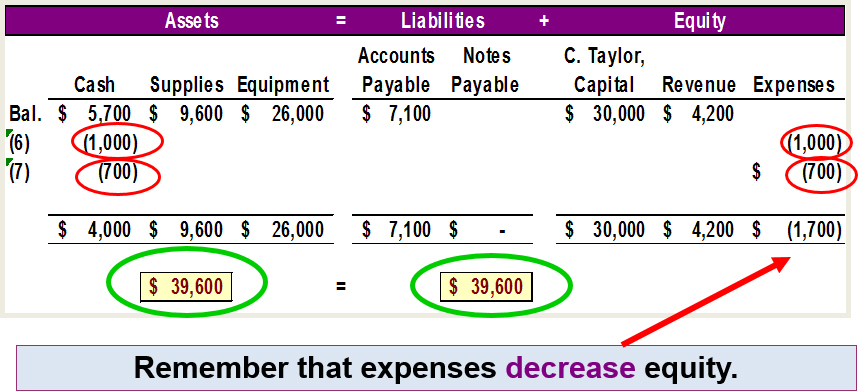 Assets = Liabilities + Equity
Accounts Notes C. Taylor,
Cash Supplies Equipment Payable Payable Capital Revenue Expenses
Bal. $ 5,700 $ 9,600 $ 26,000 $ 7,100 $ 30,000 $ 4,200
(6) (1,000) (1,000)
(7) (700) $ (700)
$ 4,000 $ 9,600 $ 26,000 $ 7,100 $ - $ 30,000 $ 4,200 $ (1,700)
$ 39,600 = $ 39,600
Remember that expenses decrease equity.